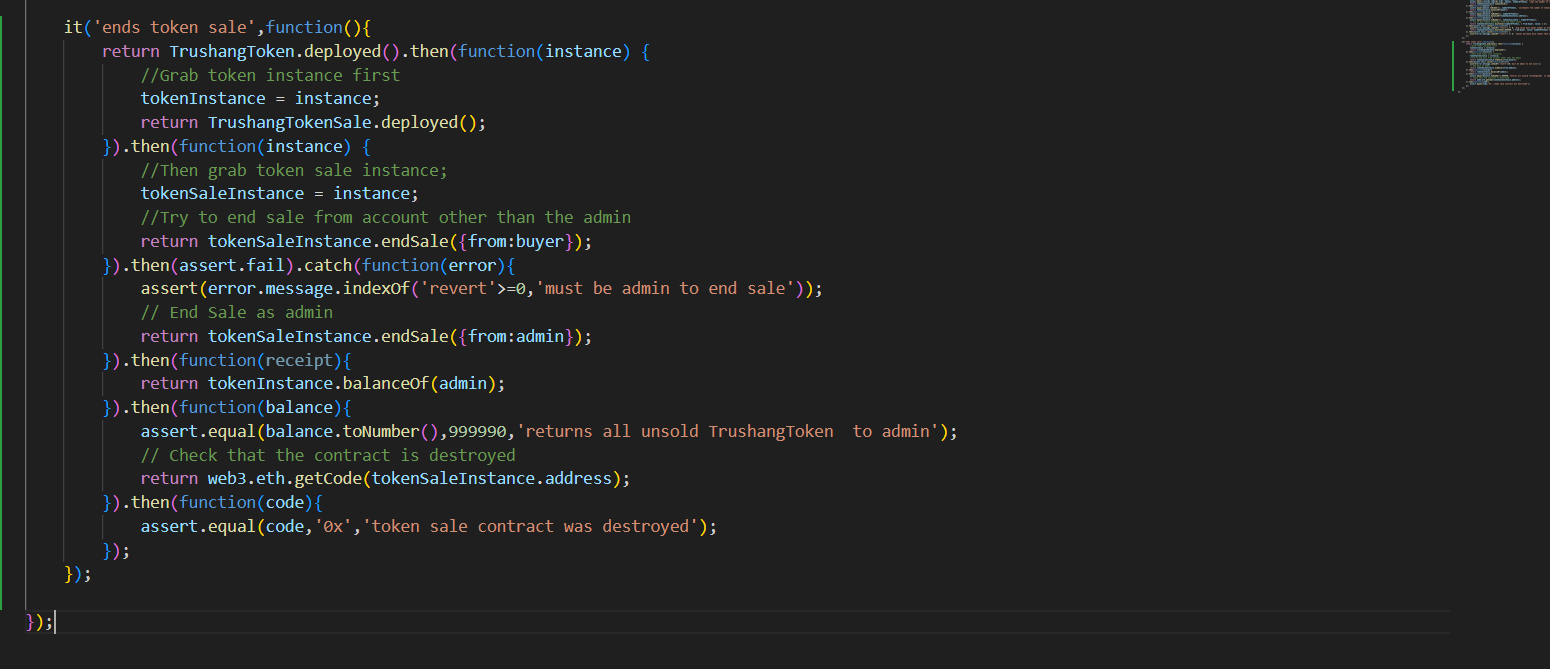 it('ends token sale',function(){
return TrushangToken.deployed().then(function(instance) {
//Grab token instance first
tokenInstance = instance;
return TrushangTokenSale.deployed();
}).then(function(instance) {
//Then grab token sale instance;
tokenSaleInstance = instance;
//Try to end sale from account other than the admin
return tokenSaleInstance.endSale({from:buyer});
}).then(assert.fail).catch(function(error){
assert(error.message.indexOf('revert'>=0,'must be admin to end sale'));
// End Sale as admin
return tokenSaleInstance.endSale({from:admin});
}).then(function(receipt){
return tokenInstance.balanceOf(admin);
}).then(function(balance){
assert.equal(balance.toNumber(),999990,'returns all unsold TrushangToken  to admin');
// Check that the contract is destroyed
return web3.eth.getCode(tokenSaleInstance.address);
}).then(function(code){
assert.equal(code,'0x','token sale contract was destroyed');
});
});
});